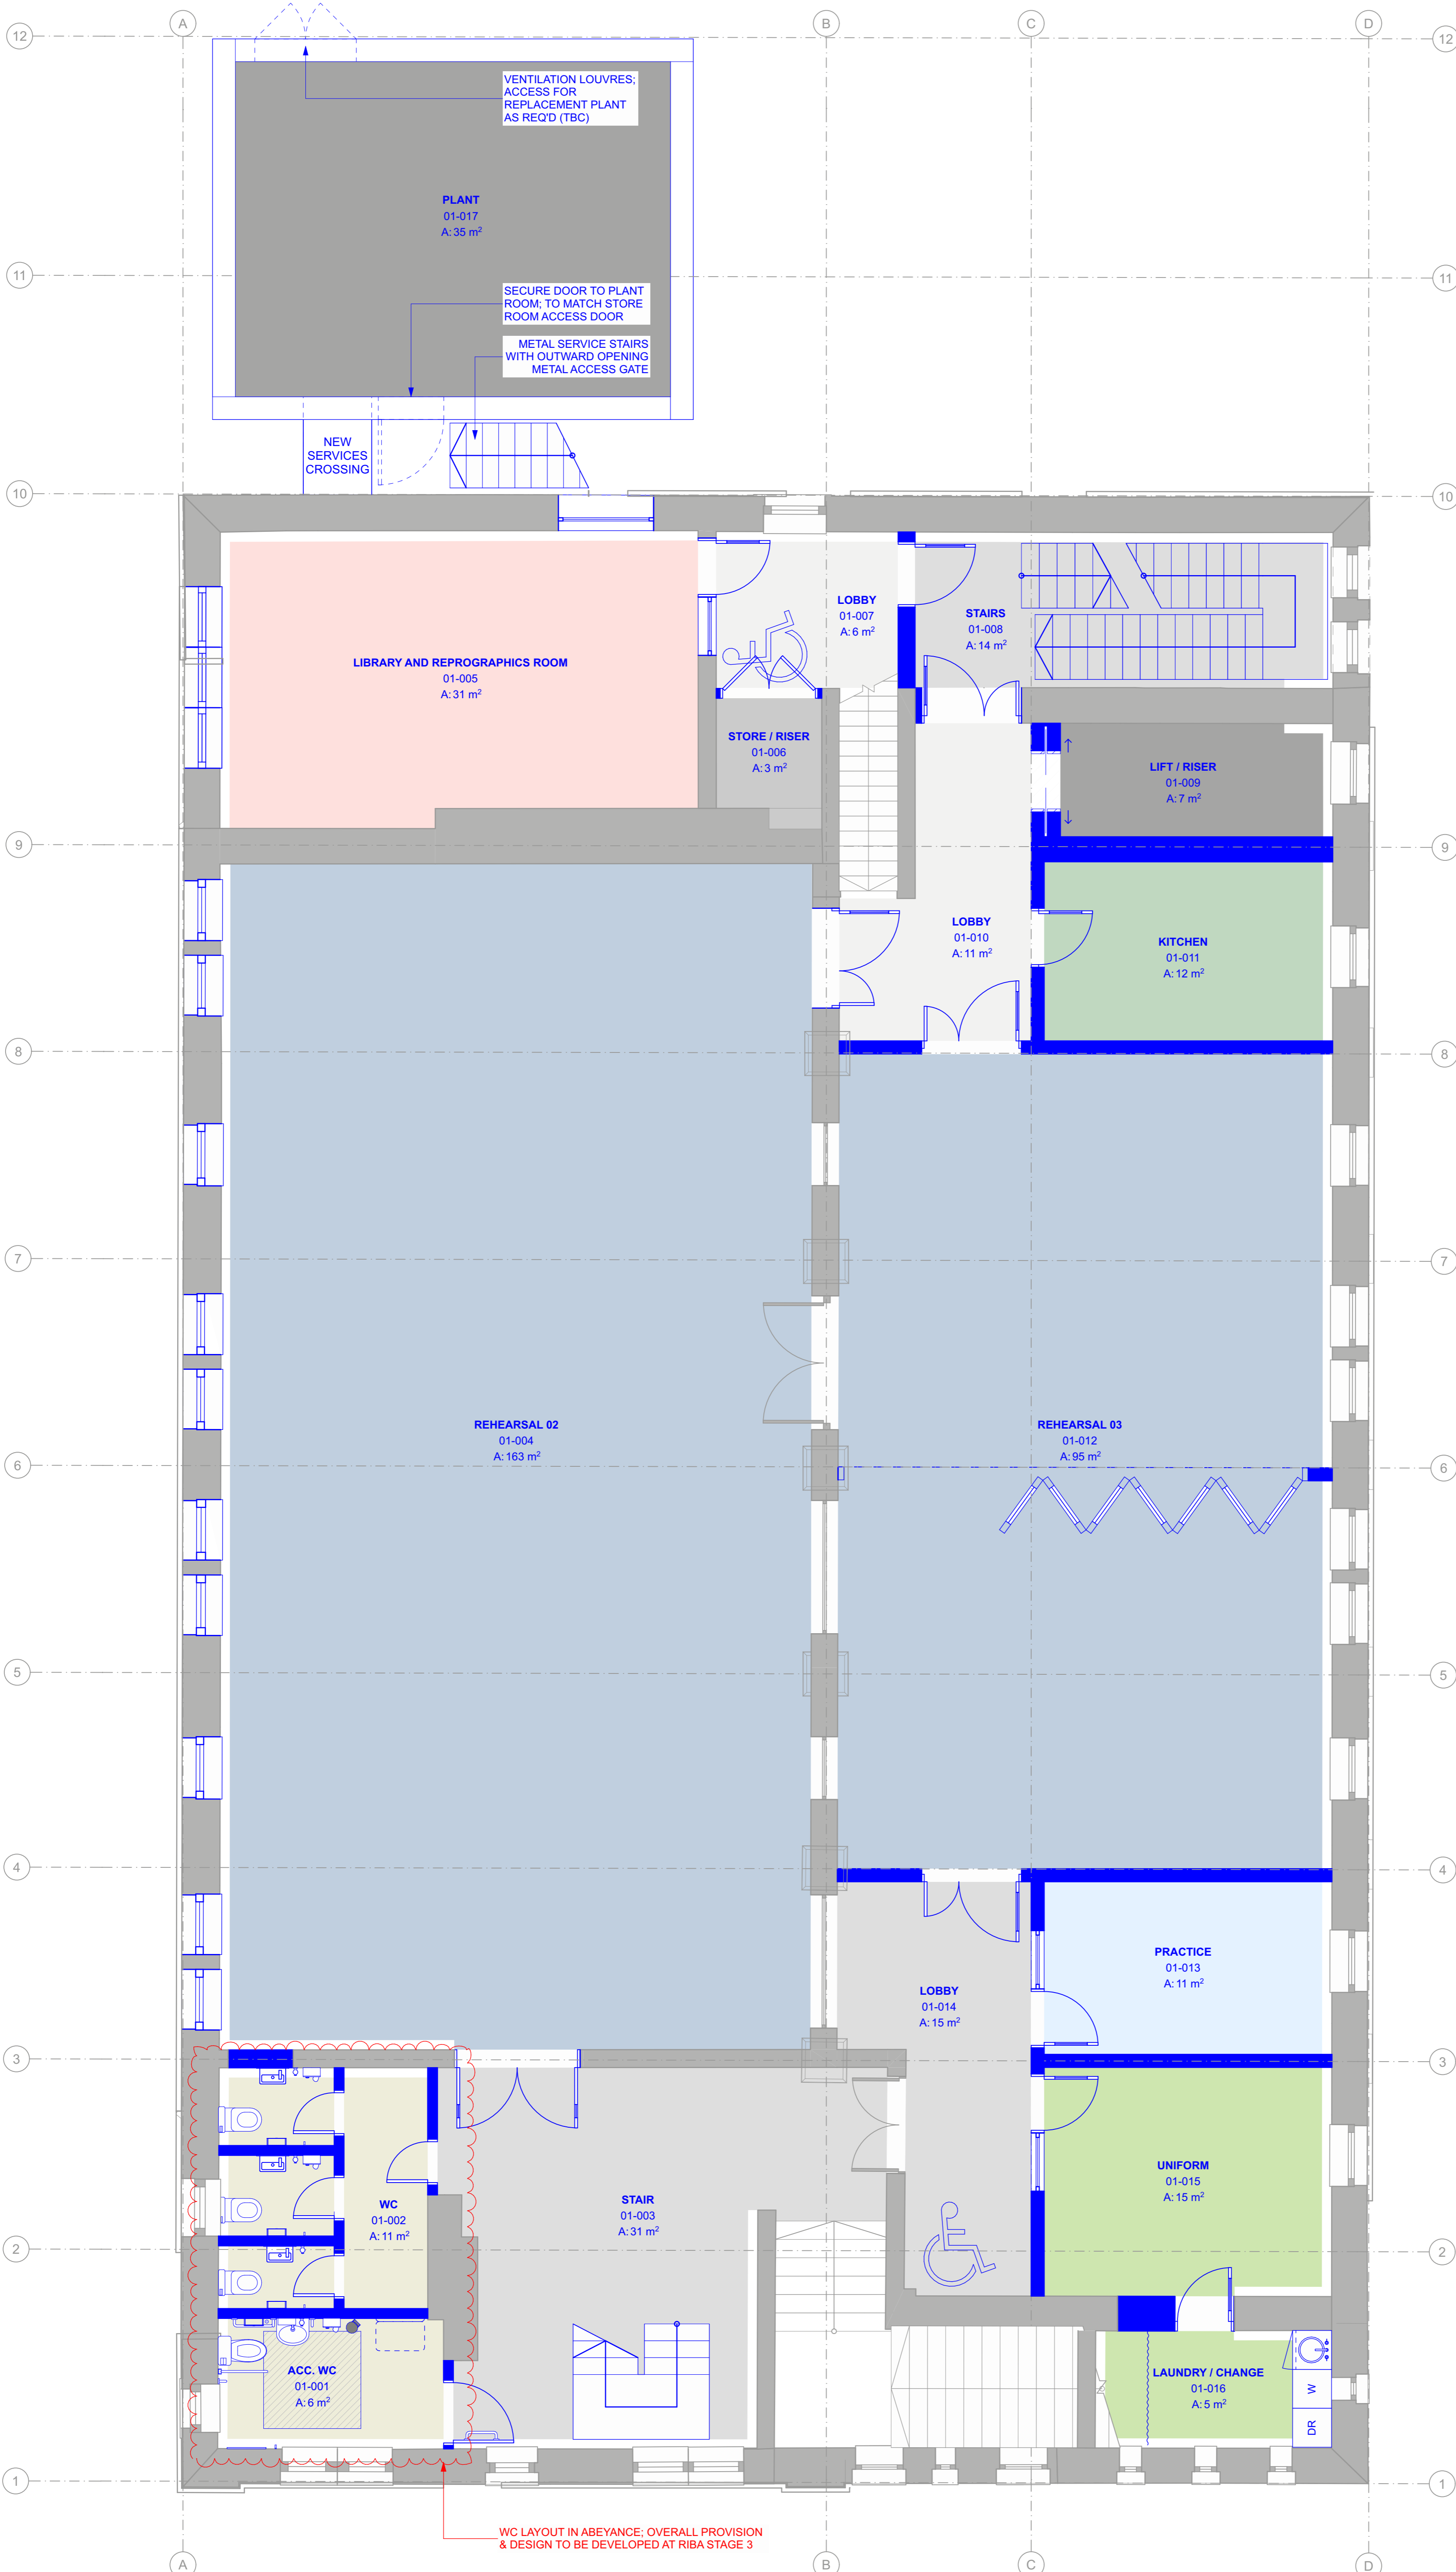 A
B
C
D
12
12
VENTILATION LOUVRES;
ACCESS FOR
REPLACEMENT PLANT
AS REQ'D (TBC)
PLANT
01-017
A: 35 m²
11
11
SECURE DOOR TO PLANT
ROOM; TO MATCH STORE
ROOM ACCESS DOOR
METAL SERVICE STAIRS
WITH OUTWARD OPENING
METAL ACCESS GATE
NEW
SERVICES
CROSSING
10
10
LOBBY
01-007
A: 6 m²
STAIRS
01-008
A: 14 m²
LIBRARY AND REPROGRAPHICS ROOM
01-005
A: 31 m²
STORE / RISER
01-006
A: 3 m²
LIFT / RISER
01-009
A: 7 m²
9
9
LOBBY
01-010
A: 11 m²
KITCHEN
01-011
A: 12 m²
8
8
7
7
REHEARSAL 02
01-004
A: 163 m²
REHEARSAL 03
01-012
A: 95 m²
6
6
5
5
4
4
PRACTICE
01-013
A: 11 m²
LOBBY
01-014
A: 15 m²
3
3
UNIFORM
01-015
A: 15 m²
WC
01-002
A: 11 m²
STAIR
01-003
A: 31 m²
2
2
ACC. WC
01-001
A: 6 m²
LAUNDRY / CHANGE
01-016
A: 5 m²
W
DR
1
1
WC LAYOUT IN ABEYANCE; OVERALL PROVISION
& DESIGN TO BE DEVELOPED AT RIBA STAGE 3
A
B
C
D